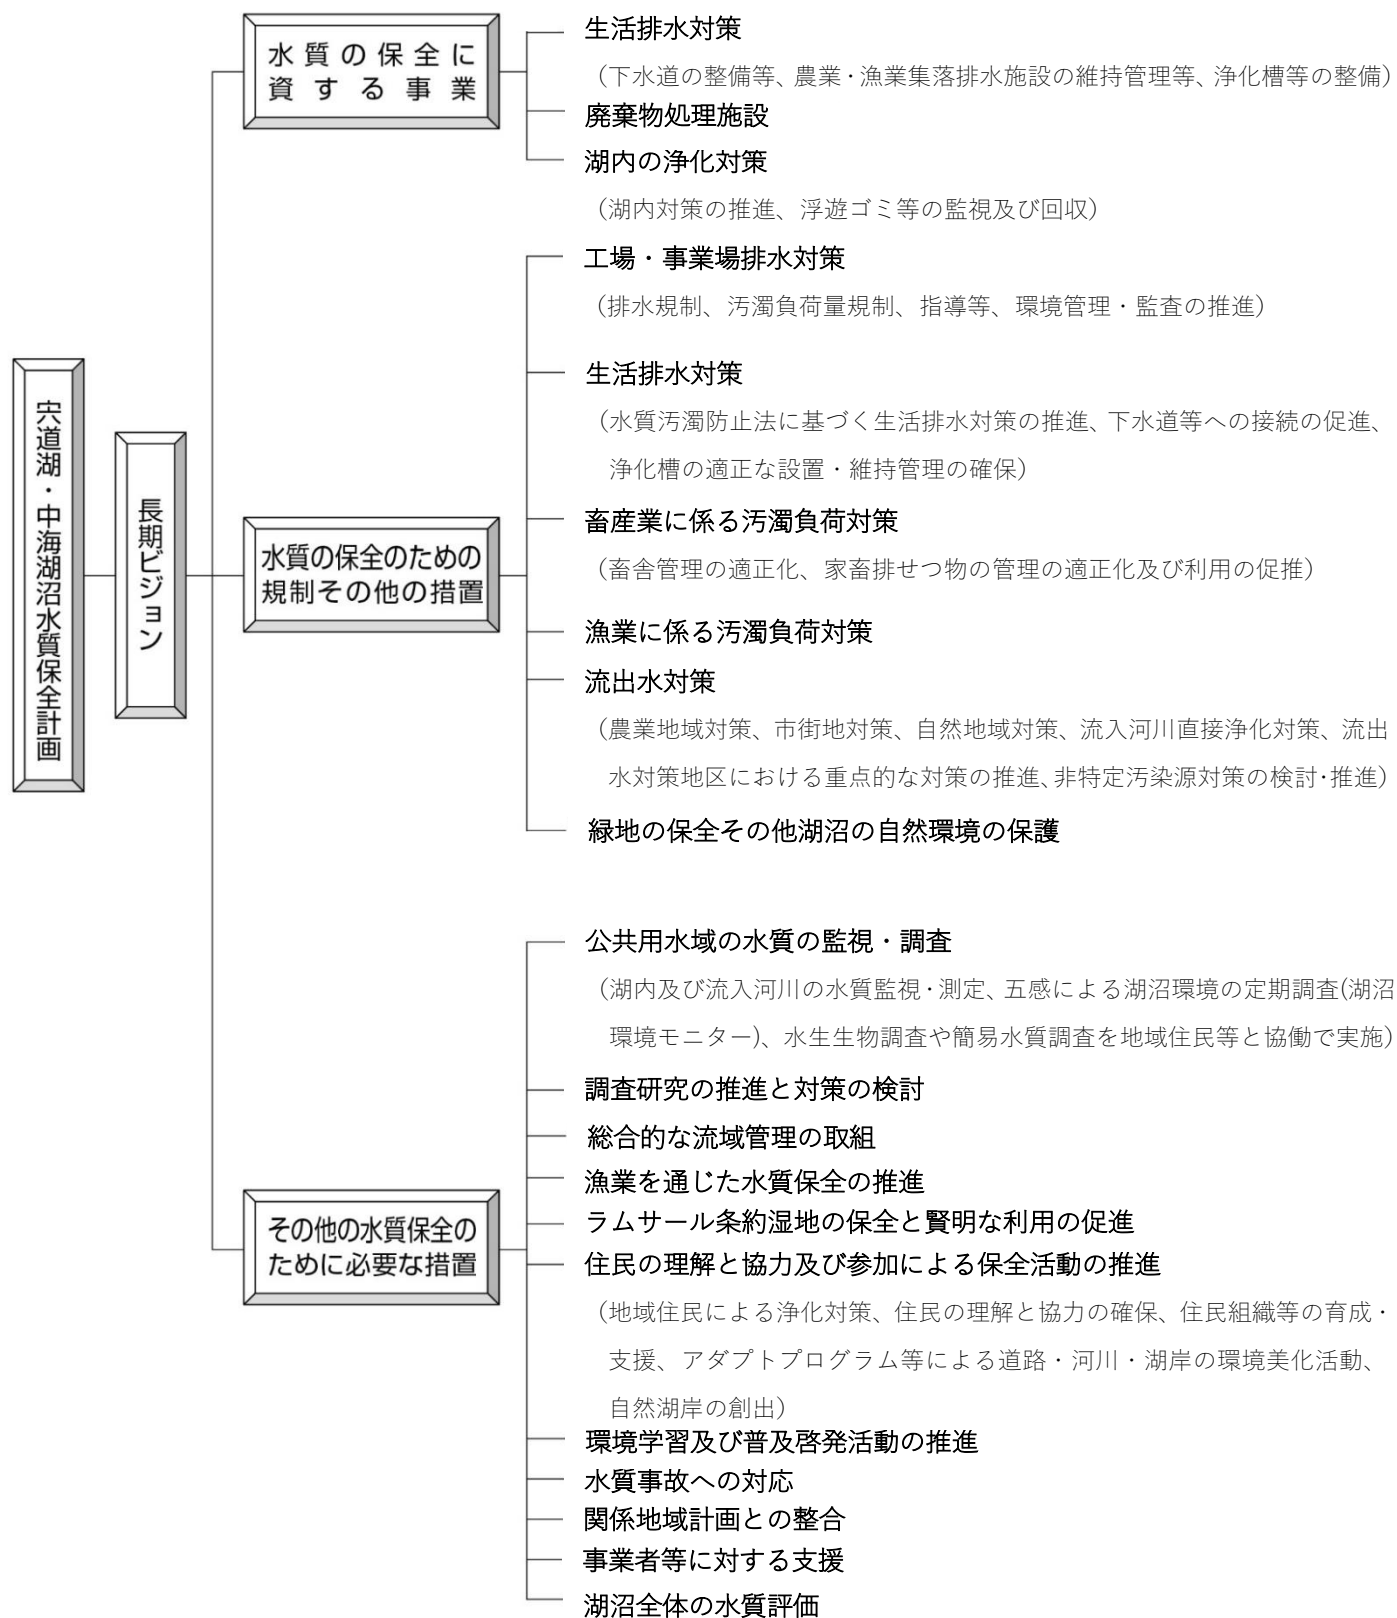 宍道湖・中海湖沼水質保全計画
長期ビジョン
水質の保全に
資する事業
生活排水対策
（下水道の整備等、農業・漁業集落排水施設の維持管理等、浄化槽等の整備）
廃棄物処理施設
湖内の浄化対策
（湖内対策の推進、浮遊ゴミ等の監視及び回収）
水質の保全のための
規制その他の措置
工場・事業場排水対策
（排水規制、汚濁負荷量規制、指導等、環境管理・監査の推進）
生活排水対策
（水質汚濁防止法に基づく生活排水対策の推進、下水道等への接続の促進、
浄化槽の適正な設置・維持管理の確保）
畜産業に係る汚濁負荷対策
（畜舎管理の適正化、家畜排せつ物の管理の適正化及び利用の促推）
漁業に係る汚濁負荷対策
流出水対策
（農業地域対策、市街地対策、自然地域対策、流入河川直接浄化対策、流出
水対策地区における重点的な対策の推進、非特定汚染源対策の検討・推進）
緑地の保全その他湖沼の自然環境の保護
その他の水質保全の
ために必要な措置
公共用水域の水質の監視・調査
（湖内及び流入河川の水質監視・測定、五感による湖沼環境の定期調査(湖沼
環境モニター)、水生生物調査や簡易水質調査を地域住民等と協働で実施）
調査研究の推進と対策の検討
総合的な流域管理の取組
漁業を通じた水質保全の推進
ラムサール条約湿地の保全と賢明な利用の促進
住民の理解と協力及び参加による保全活動の推進
（地域住民による浄化対策、住民の理解と協力の確保、住民組織等の育成・
支援、アダプトプログラム等による道路・河川・湖岸の環境美化活動、
自然湖岸の創出）
環境学習及び普及啓発活動の推進
水質事故への対応
関係地域計画との整合
事業者等に対する支援
湖沼全体の水質評価